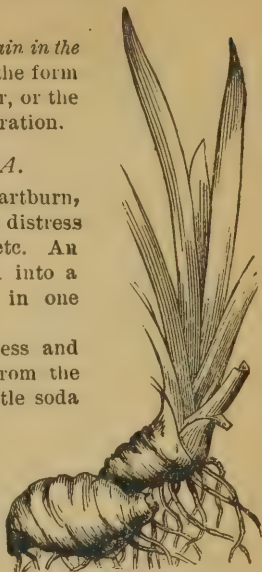 ain in the
the form
r, or the
ration.
A.
artburn,
distress
etc. An
into a
in one
ess and
rom the
tle soda